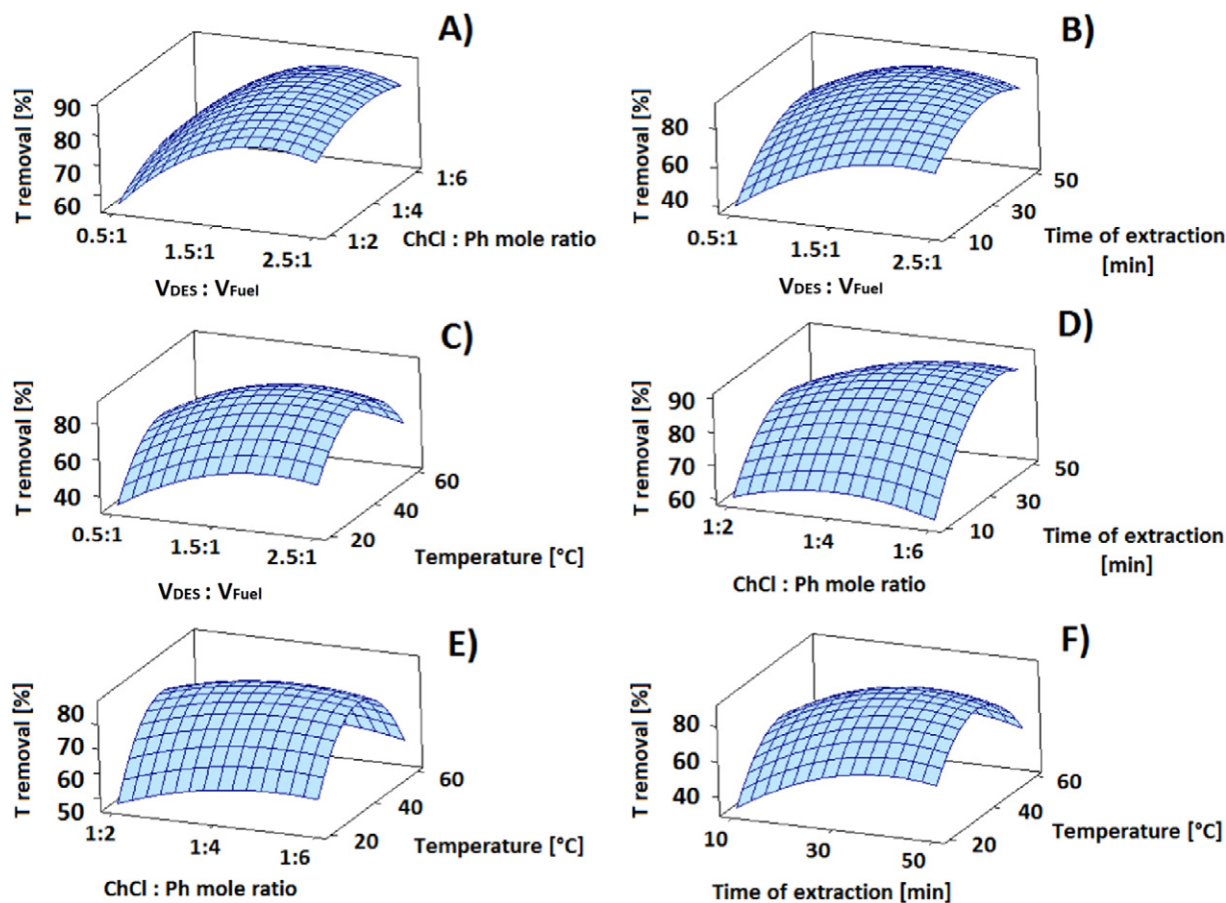 A)
T removal [%]
90
80
70
60
0.5:1
1.5:1
2.5:1
VDES : VFuel
1:2
1:4
1:6
ChCl : Ph mole ratio
B)
T removal [%]
80
60
40
0.5:1
1.5:1
2.5:1
VDES : VFuel
10
30
50
Time of extraction
[min]
C)
T removal [%]
80
60
40
0.5:1
1.5:1
2.5:1
VDES : VFuel
20
40
60
Temperature [°C]
D)
T removal [%]
90
80
70
60
1:2
1:4
1:6
ChCl : Ph mole ratio
10
30
50
Time of extraction
[min]
E)
T removal [%]
80
70
60
50
1:2
1:4
1:6
ChCl : Ph mole ratio
20
40
60
Temperature [°C]
F)
T removal [%]
80
60
40
10
30
50
Time of extraction [min]
20
40
60
Temperature [°C]